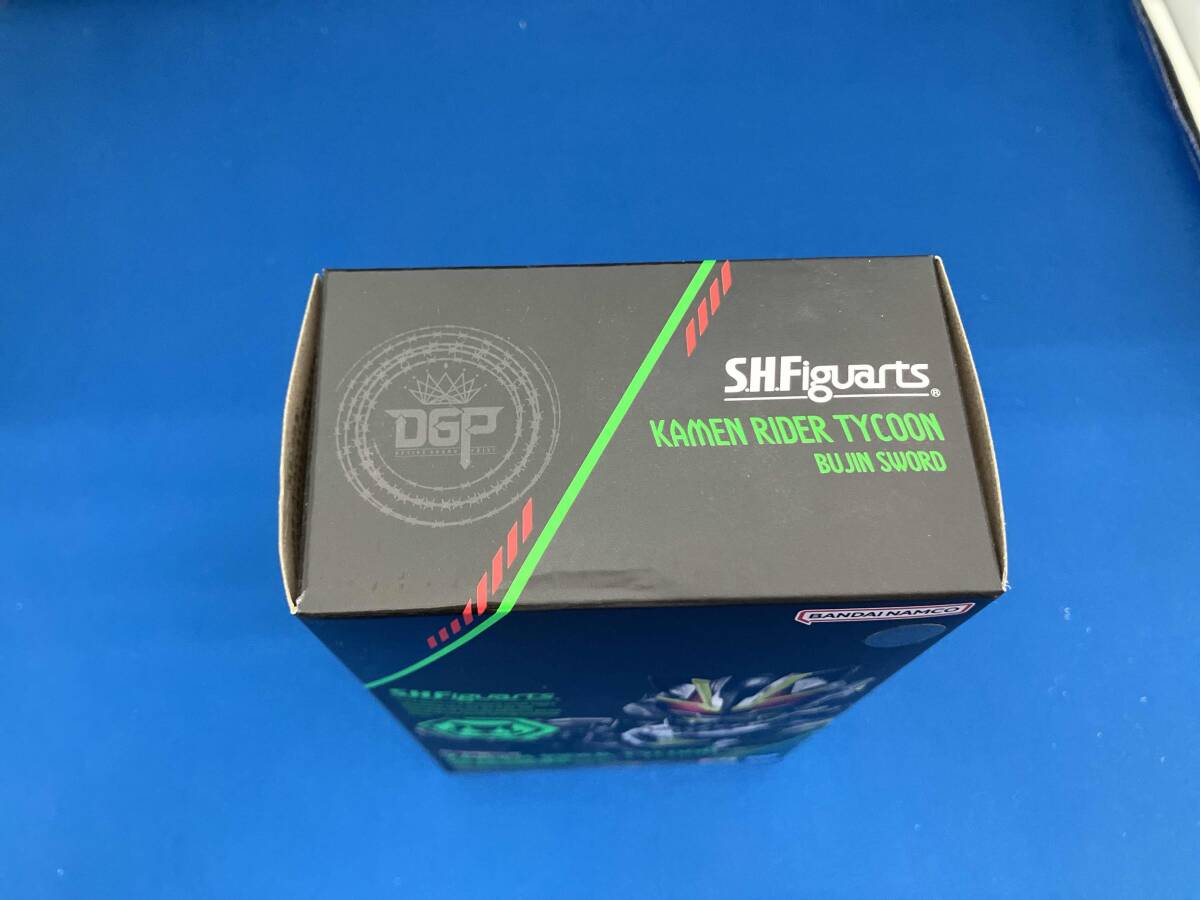 DGP
S.H.Figuarts®
KAMEN RIDER TYCOON
BUJIN SWORD
BANDAI NAMCO
S.H.Figuarts